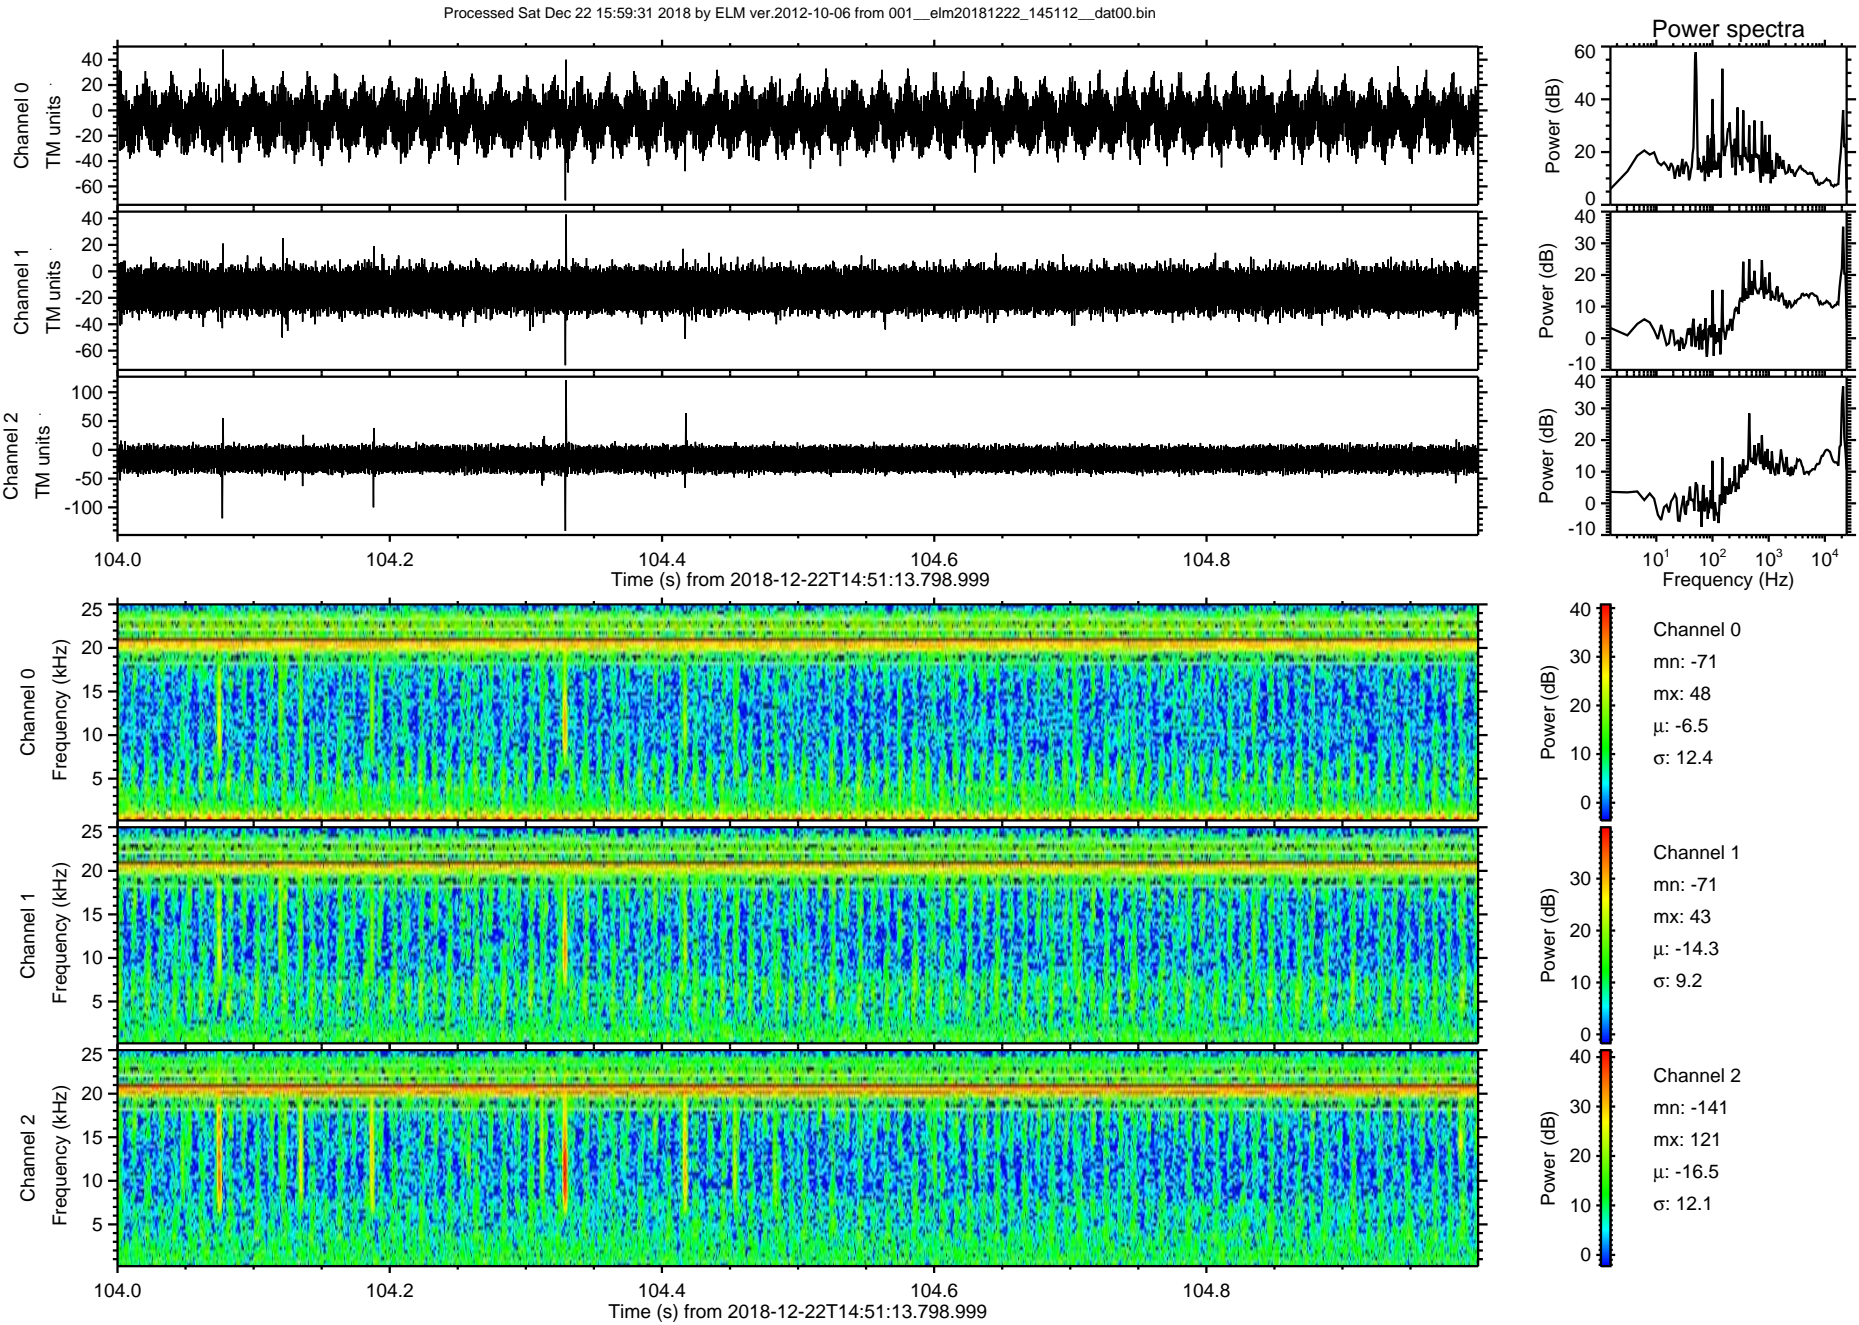 Processed Sat Dec 22 15:59:31 2018 by ELM ver.2012-10-06 from 001__elm20181222_145112__dat00.bin
Power spectra
Channel 0
TM units
40
20
0
-20
-40
-60
Power (dB)
60
40
20
0
Channel 1
TM units
40
20
0
-20
-40
-60
Power (dB)
40
30
20
10
0
-10
Channel 2
TM units
100
50
0
-50
-100
Power (dB)
40
30
20
10
0
-10
104.0 104.2 104.4 104.6 104.8
Time (s) from 2018-12-22T14:51:13.798.999
10¹ 10² 10³ 10⁴
Frequency (Hz)
Channel 0
Frequency (kHz)
25
20
15
10
5
Power (dB)
40
30
20
10
0
Channel 0
mn: -71
mx: 48
μ: -6.5
σ: 12.4
Channel 1
Frequency (kHz)
25
20
15
10
5
Power (dB)
30
20
10
0
Channel 1
mn: -71
mx: 43
μ: -14.3
σ: 9.2
Channel 2
Frequency (kHz)
25
20
15
10
5
Power (dB)
40
30
20
10
0
Channel 2
mn: -141
mx: 121
μ: -16.5
σ: 12.1
104.0 104.2 104.4 104.6 104.8
Time (s) from 2018-12-22T14:51:13.798.999